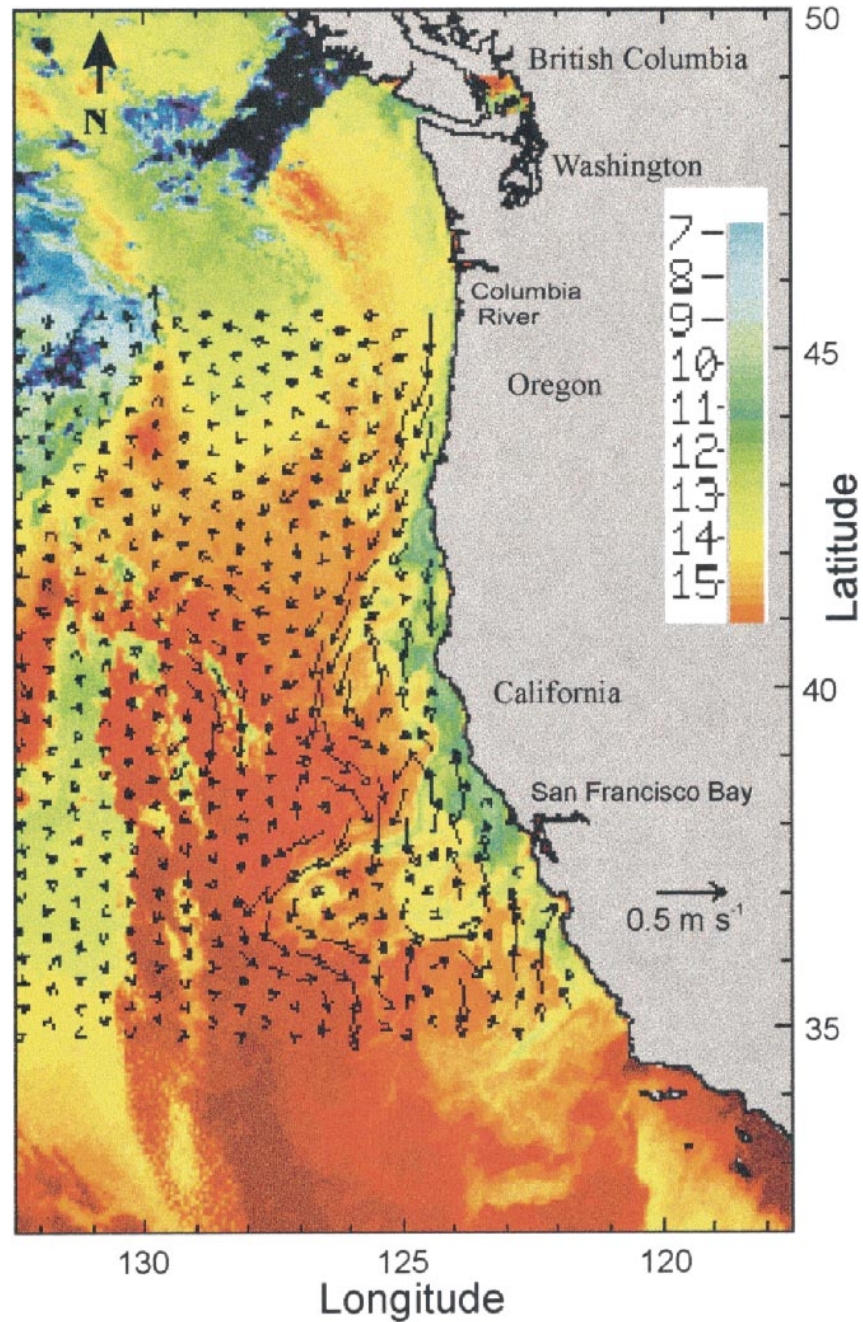 50
British Columbia
N
Washington
7
8
9
Columbia
River
45
10
Oregon
11
12
13
14
15
Latitude
40
California
San Francisco Bay
0.5 m s⁻¹
35
130
125
120
Longitude